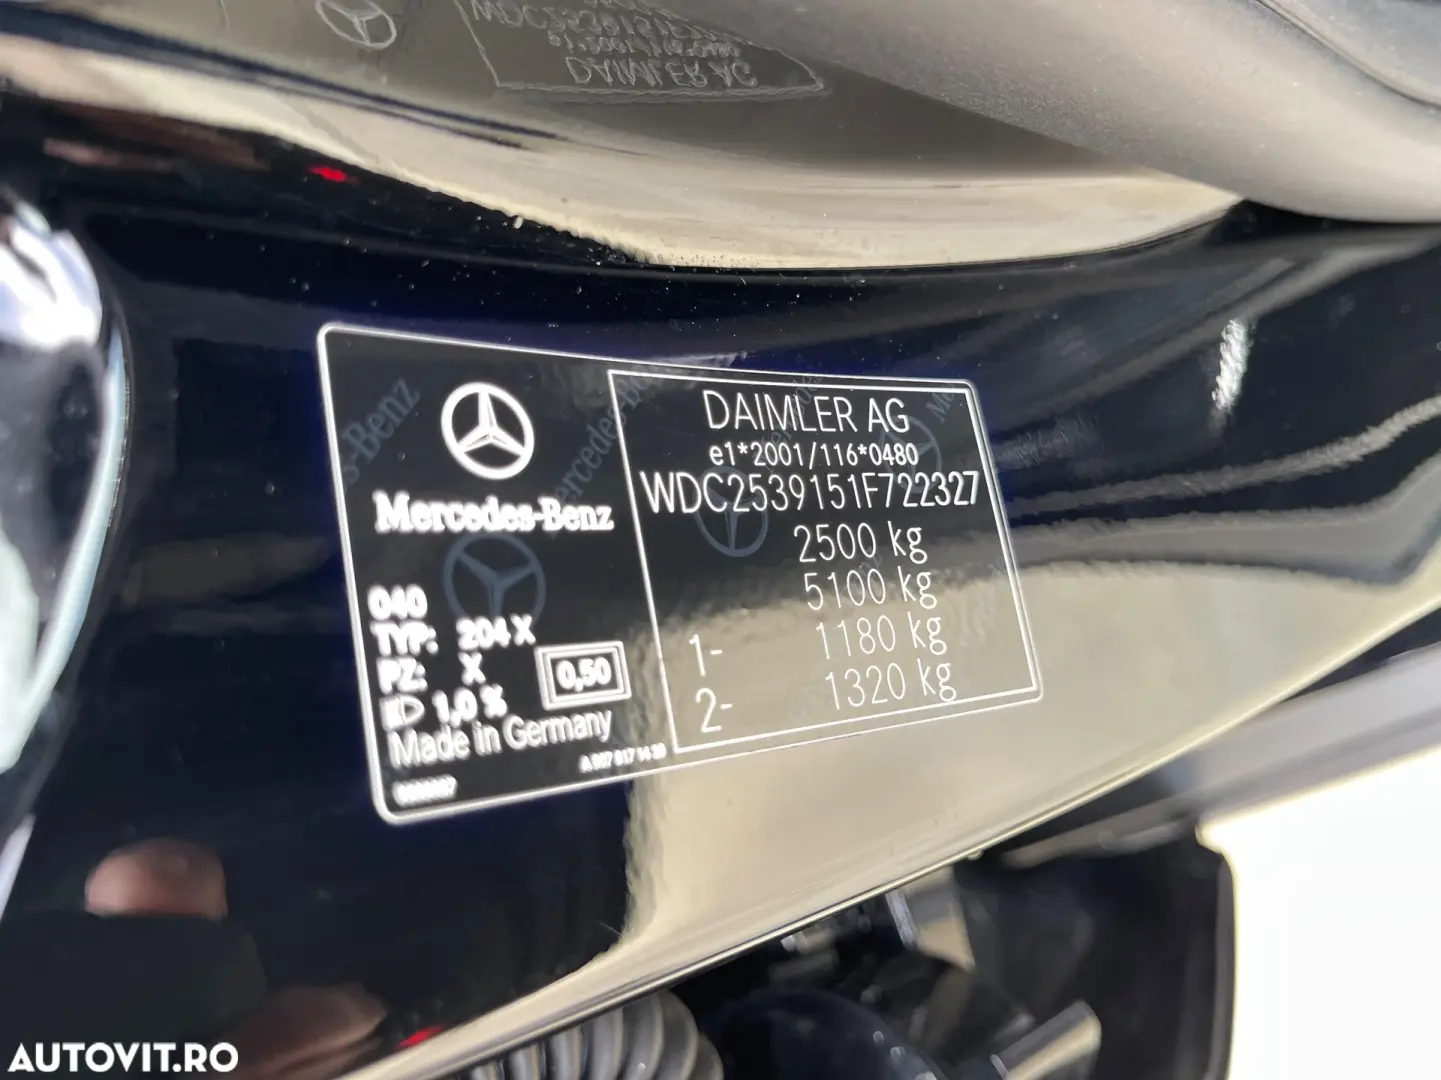 Mercedes-Benz
040
TYP: 204 X
PZ: X
1,0 %
0,50
Made in Germany
DAIMLER AG
e1*2001/116*0480
WDC2539151F722327
2500 kg
5100 kg
1- 1180 kg
2- 1320 kg
AUTOVIT.RO